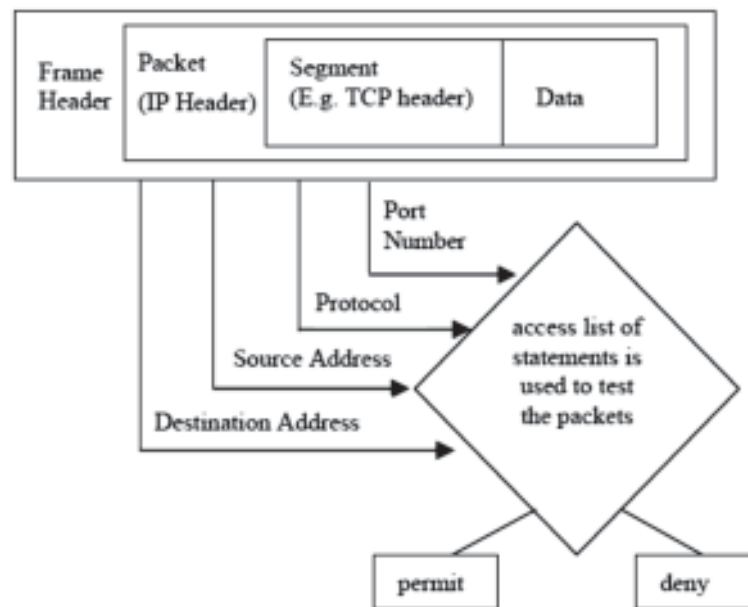 Frame
Header
Packet
(IP Header)
Segment
(E.g. TCP header)
Data
Port
Number
Protocol
Source Address
Destination Address
access list of
statements is
used to test
the packets
permit
deny